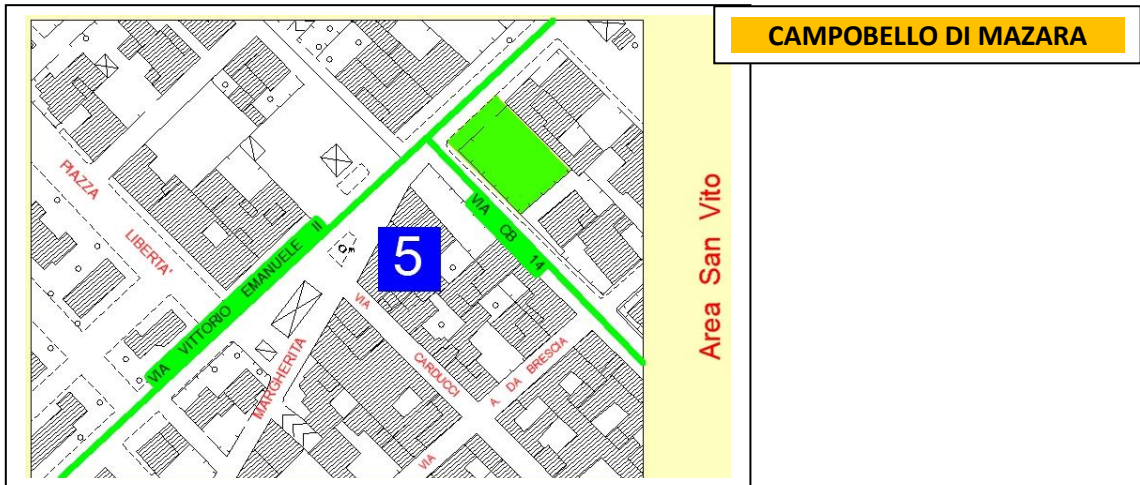 CAMPOBELLO DI MAZARA
PIAZZA
LIBERTA'
VIA VITTORIO EMANUELE II
5
VIA CB 14
VIA
CARDUCCI
MARGHERITA
A. DA BRESCIA
VIA
Area San Vito